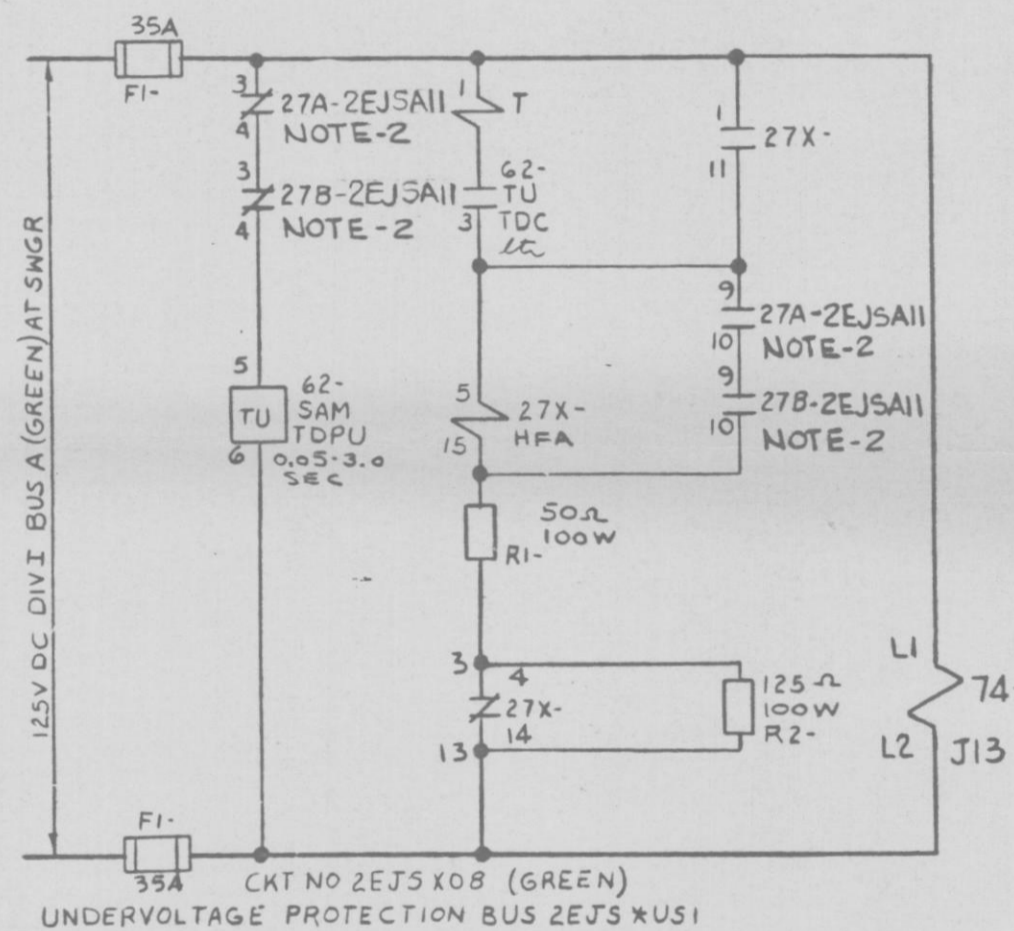 35A
F1-
3
4
27A-2EJSA11
NOTE-2
3
4
27B-2EJSA11
NOTE-2
1
T
62-
TU
TDC
3
1
11
27X-
9
10
27A-2EJSA11
NOTE-2
9
10
27B-2EJSA11
NOTE-2
5
TU
6
62-
SAM
TDPU
0.05-3.0
SEC
5
15
27X-
HFA
50Ω
100W
R1-
3
4
27X-
14
13
125Ω
100W
R2-
L1
74
L2
J13
125V DC DIV I BUS A (GREEN) AT SWGR
F1-
35A
CKT NO 2EJSX08 (GREEN)
UNDERVOLTAGE PROTECTION BUS 2EJS*US1